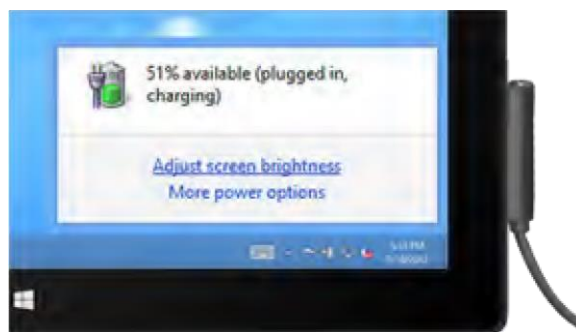 51% available (plugged in,
charging)
Adjust screen brightness
More power options